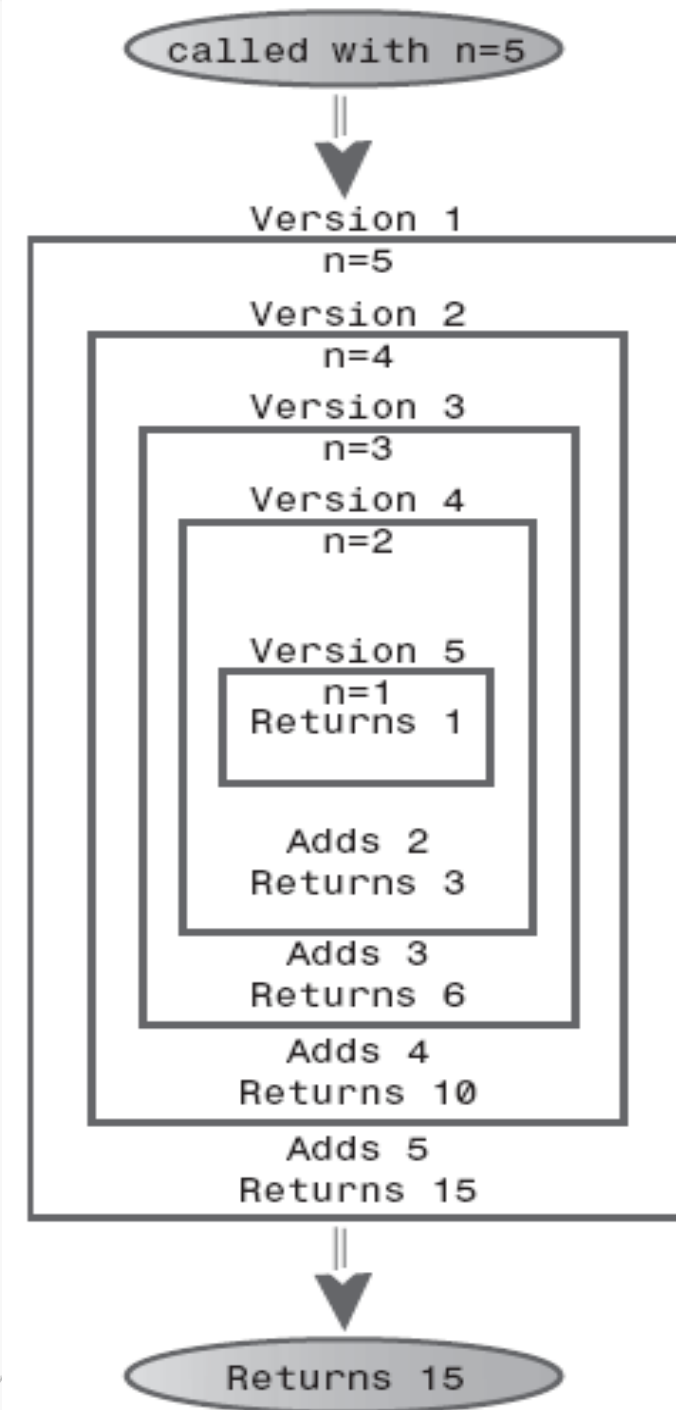 called with n=5
Version 1
n=5
Version 2
n=4
Version 3
n=3
Version 4
n=2
Version 5
n=1
Returns 1
Adds 2
Returns 3
Adds 3
Returns 6
Adds 4
Returns 10
Adds 5
Returns 15
Returns 15